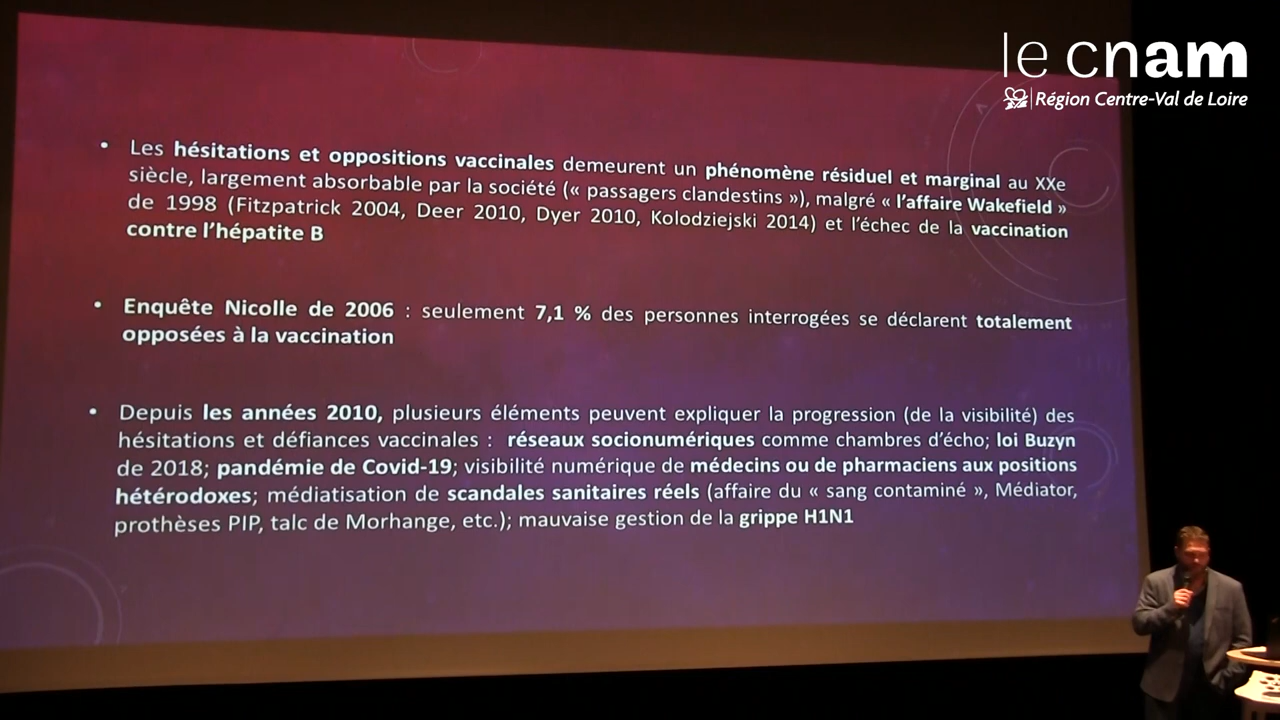 le cnam
Région Centre-Val de Loire
• Les hésitations et oppositions vaccinales demeurent un phénomène résiduel et marginal au XXe
siècle, largement absorbable par la société (« passagers clandestins »), malgré « l'affaire Wakefield »
de 1998 (Fitzpatrick 2004, Deer 2010, Dyer 2010, Kolodziejski 2014) et l'échec de la vaccination
contre l'hépatite B
• Enquête Nicolle de 2006 : seulement 7,1 % des personnes interrogées se déclarent totalement
opposées à la vaccination
• Depuis les années 2010, plusieurs éléments peuvent expliquer la progression (de la visibilité) des
hésitations et défiances vaccinales : réseaux socionumériques comme chambres d'écho; loi Buzyn
de 2018; pandémie de Covid-19; visibilité numérique de médecins ou de pharmaciens aux positions
hétérodoxes; médiatisation de scandales sanitaires réels (affaire du « sang contaminé », Médiator,
prothèses PIP, talc de Morhange, etc.); mauvaise gestion de la grippe H1N1